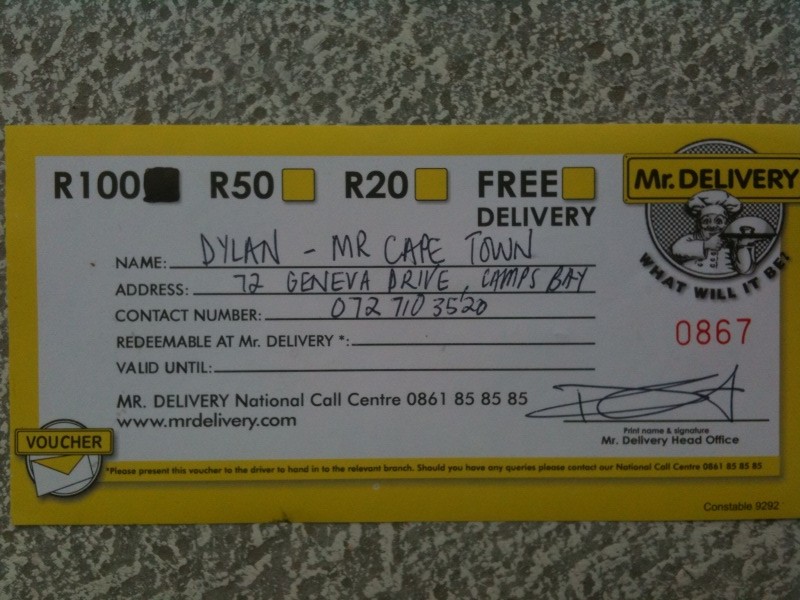 R100 R50 R20 FREE DELIVERY
Mr. DELIVERY
WHAT WILL IT BE?
NAME: DYLAN - MR CAPE TOWN
ADDRESS: 72 GENEVA DRIVE, CAMPS BAY
CONTACT NUMBER: 072 710 3520
REDEEMABLE AT Mr. DELIVERY *:
VALID UNTIL:
0867
MR. DELIVERY National Call Centre 0861 85 85 85
www.mrdelivery.com
Print name & signature
Mr. Delivery Head Office
VOUCHER
*Please present this voucher to the driver to hand in to the relevant branch. Should you have any queries please contact our National Call Centre 0861 85 85 85
Constable 9292